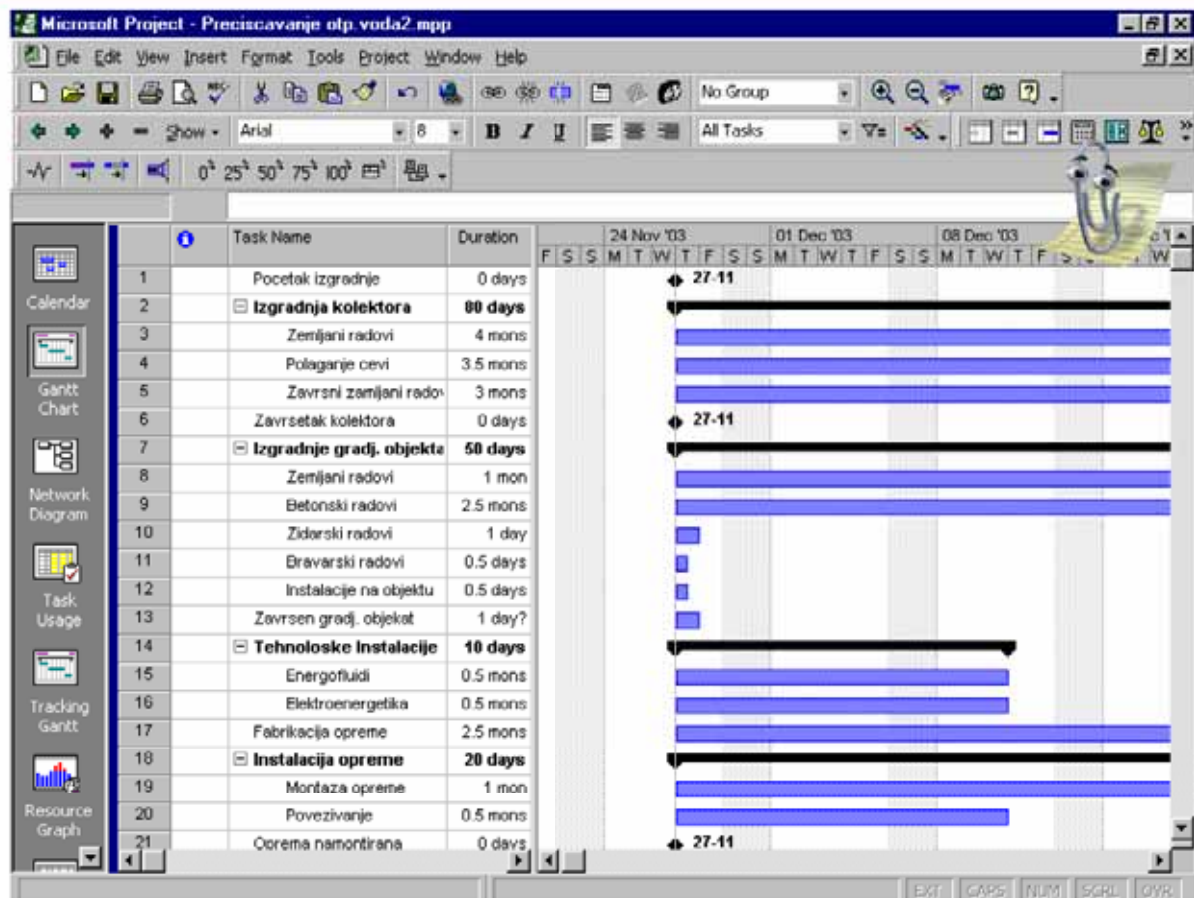 Microsoft Project - Preciscavanje otp.voda2.mpp
File Edit View Insert Format Tools Project Window Help
No Group
Show Arial 8 B I U All Tasks
0% 25% 50% 75% 100%
Task Name Duration 24 Nov '03 01 Dec '03 08 Dec '03
F S S M T W T F S S M T W T F S S M T W T F S W
1 Pocetak izgradnje 0 days 27-11
2 Izgradnja kolektora 80 days
3 Zemljani radovi 4 mons
4 Polaganje cevi 3.5 mons
5 Zavrsni zamljani radov 3 mons
6 Zavrsetak kolektora 0 days 27-11
7 Izgradnje gradj. objekta 50 days
8 Zemljani radovi 1 mon
9 Betonski radovi 2.5 mons
10 Zidarski radovi 1 day
11 Bravarski radovi 0.5 days
12 Instalacije na objektu 0.5 days
13 Zavrsen gradj. objekat 1 day?
14 Tehnoloske Instalacije 10 days
15 Energofluidi 0.5 mons
16 Elektroenergetika 0.5 mons
17 Fabrikacija opreme 2.5 mons
18 Instalacija opreme 20 days
19 Montaza opreme 1 mon
20 Povezivanje 0.5 mons
21 Oprema namontirana 0 days 27-11
Calendar
Gantt
Chart
Network
Diagram
Task
Usage
Tracking
Gantt
Resource
Graph
EXT CAPS NUM SCRL OVR